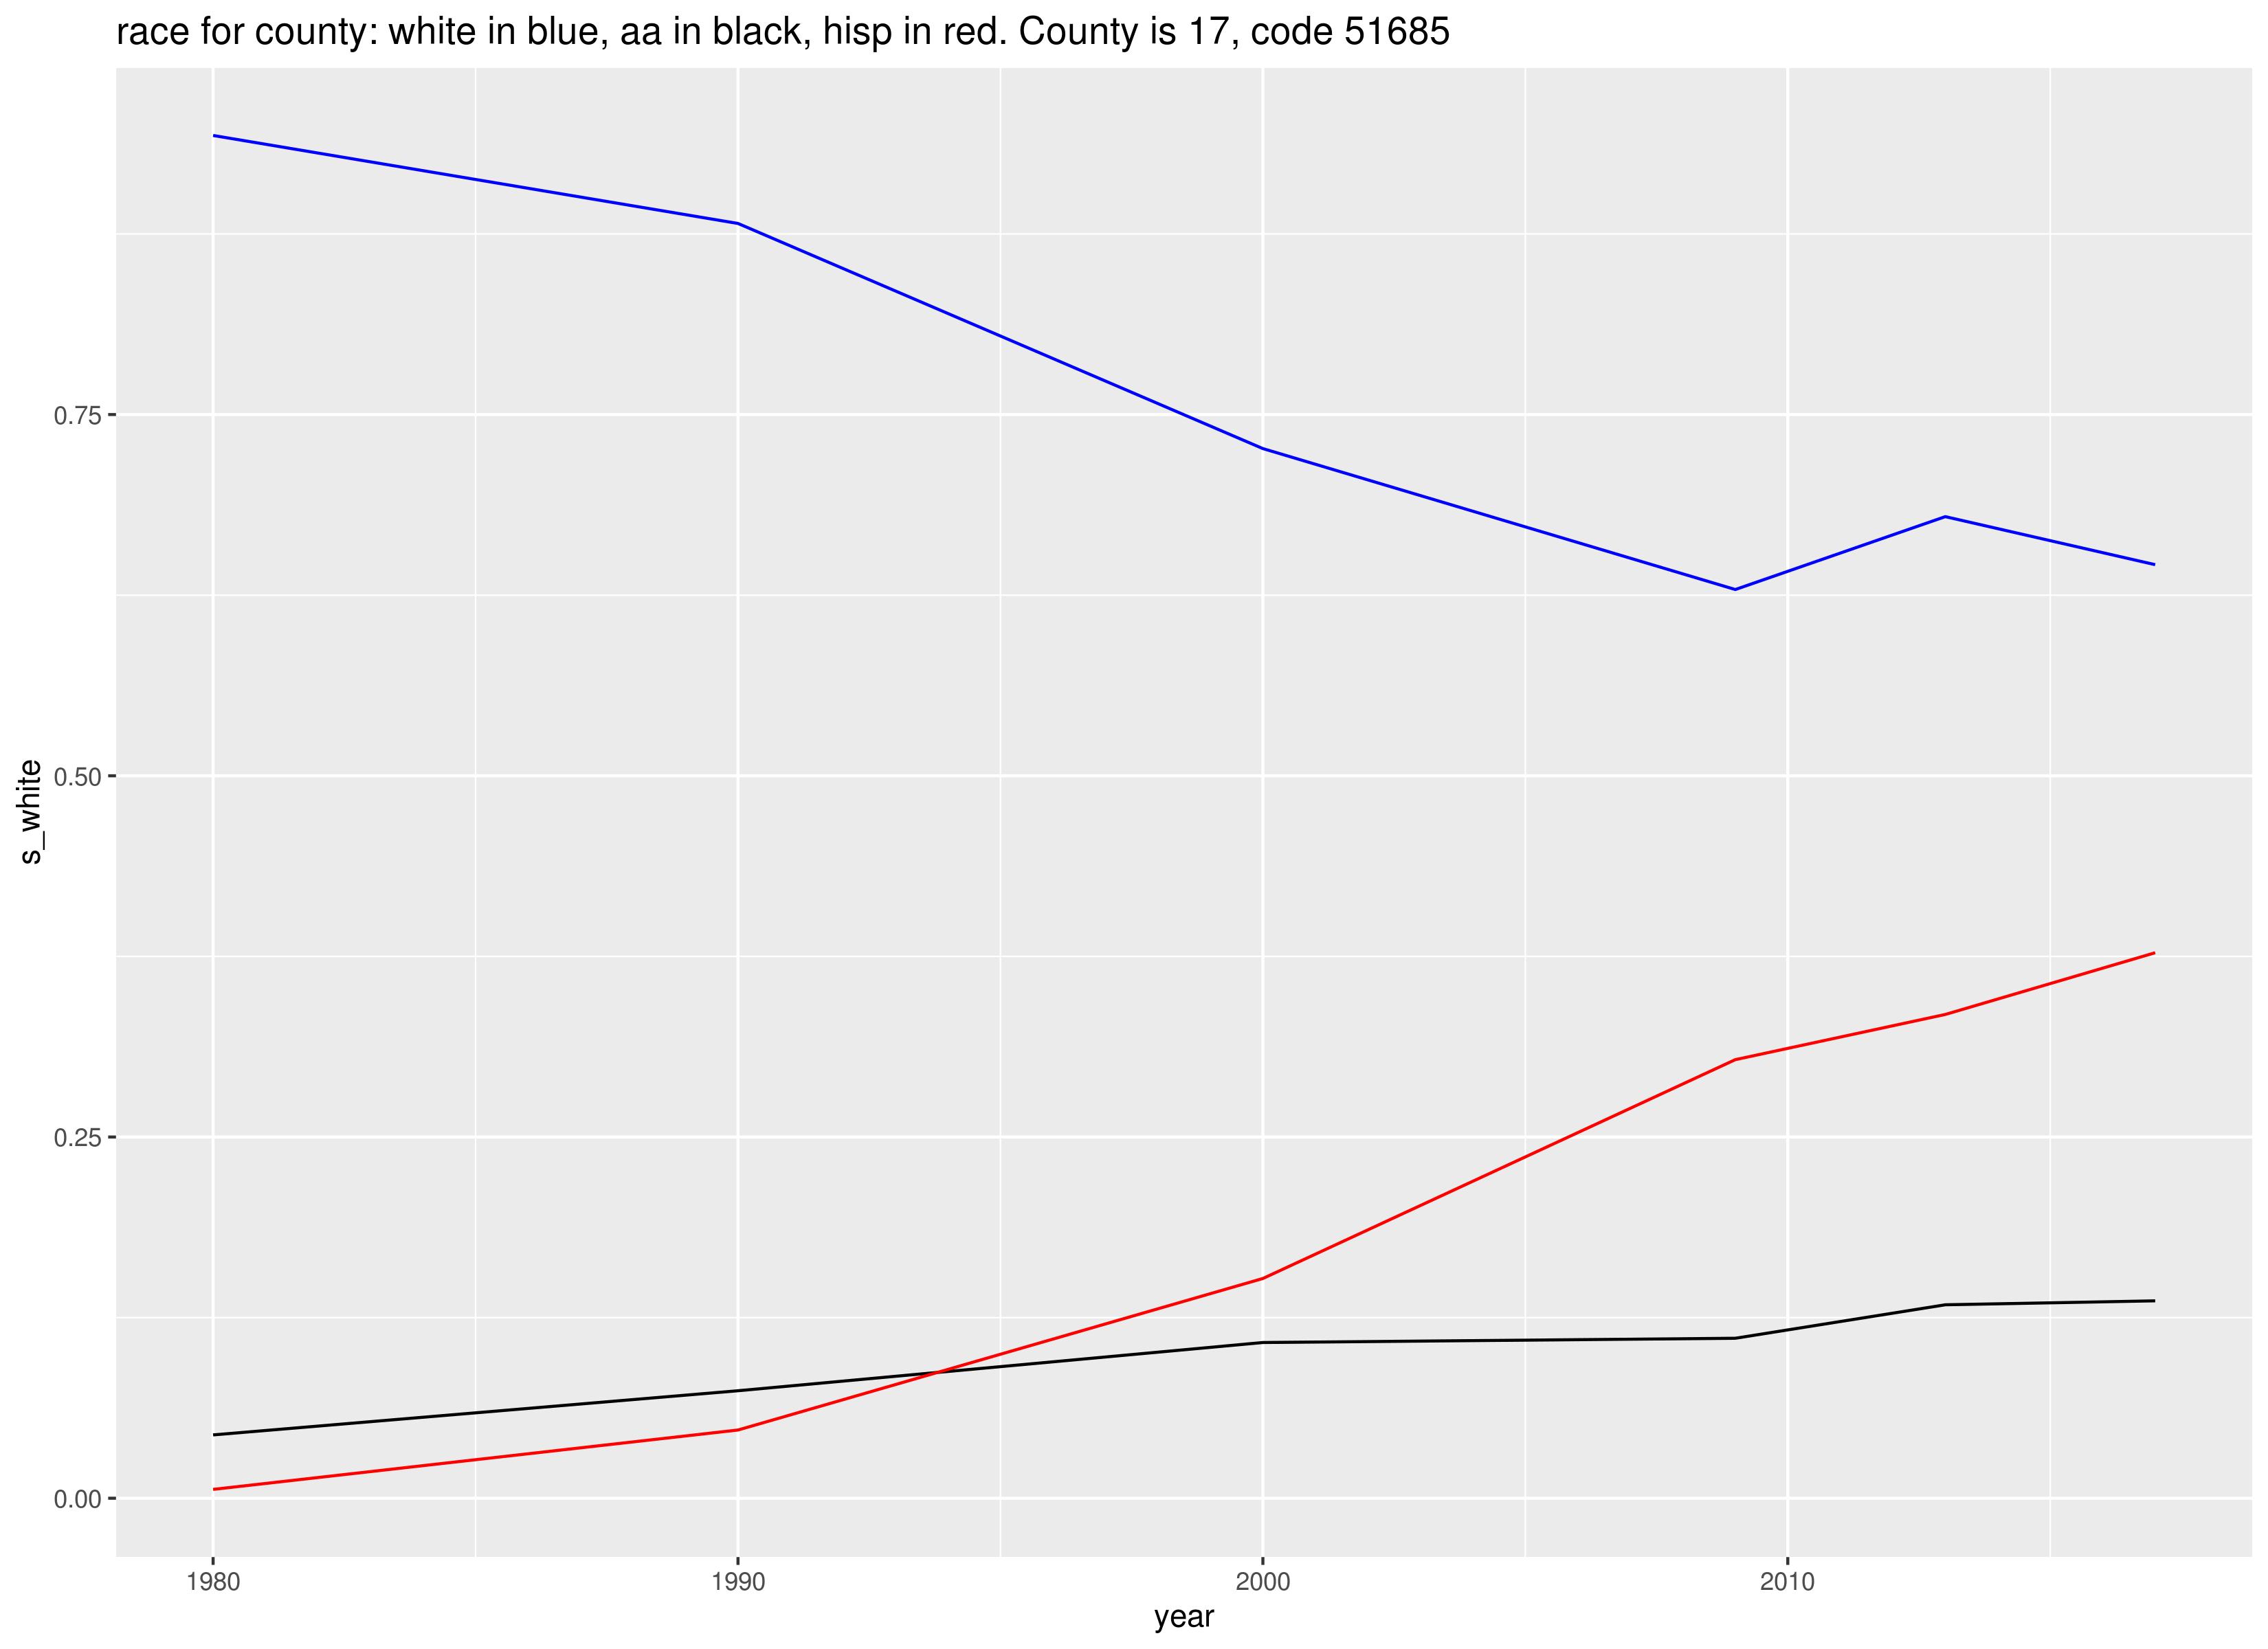 race for county: white in blue, aa in black, hisp in red. County is 17, code 51685
s_white
0.75
0.50
0.25
0.00
1980 1990 2000 2010
year